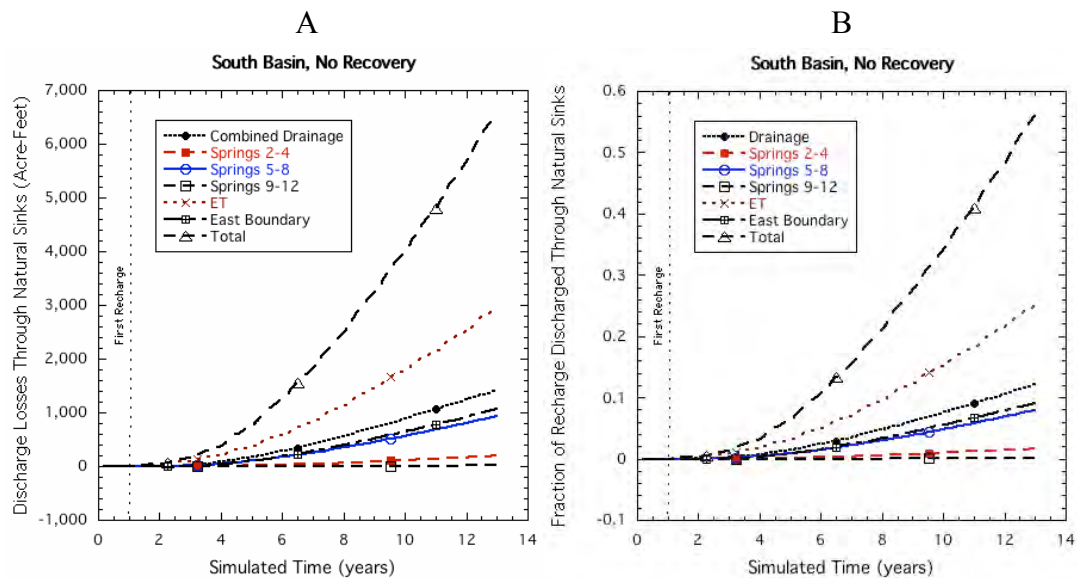 A
South Basin, No Recovery
Discharge Losses Through Natural Sinks (Acre-Feet)
7,000
6,000
5,000
4,000
3,000
2,000
1,000
0
-1,000
First Recharge
Combined Drainage
Springs 2-4
Springs 5-8
Springs 9-12
ET
East Boundary
Total
0 2 4 6 8 10 12 14
Simulated Time (years)
B
South Basin, No Recovery
Fraction of Recharge Discharged Through Natural Sinks
0.6
0.5
0.4
0.3
0.2
0.1
0
-0.1
First Recharge
Drainage
Springs 2-4
Springs 5-8
Springs 9-12
ET
East Boundary
Total
0 2 4 6 8 10 12 14
Simulated Time (years)